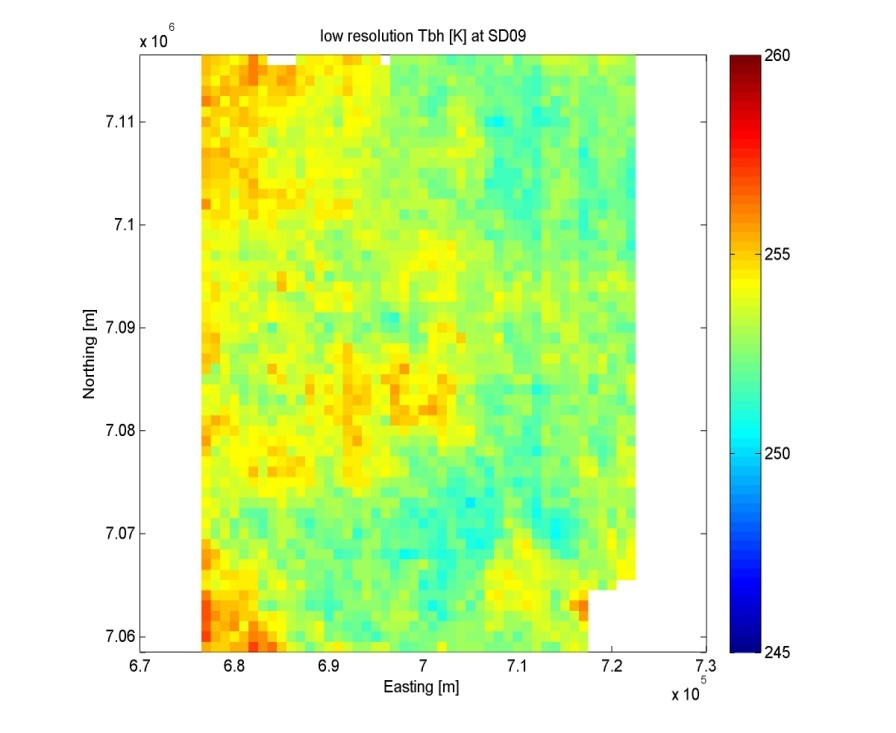 low resolution Tbh [K] at SD09
x 10
6
7.11
7.1
7.09
7.08
7.07
7.06
Northing [m]
6.7 6.8 6.9 7 7.1 7.2 7.3
Easting [m]
x 10
5
260
255
250
245